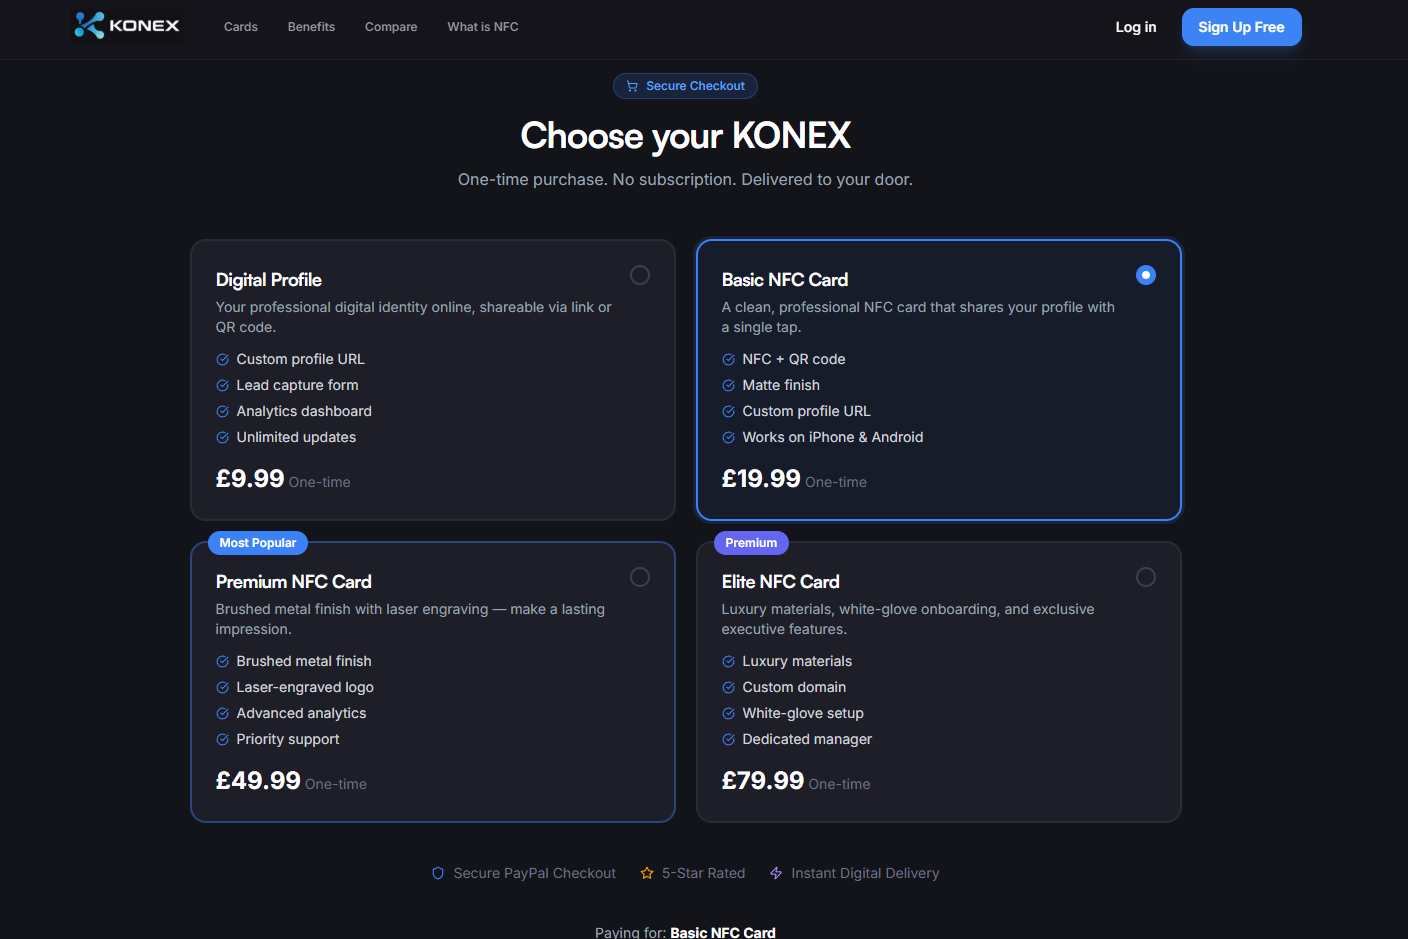 KONEX
Cards
Benefits
Compare
What is NFC
Log in
Sign Up Free
Secure Checkout
Choose your KONEX
One-time purchase. No subscription. Delivered to your door.
Digital Profile
Your professional digital identity online, shareable via link or
QR code.
Custom profile URL
Lead capture form
Analytics dashboard
Unlimited updates
£9.99 One-time
Basic NFC Card
A clean, professional NFC card that shares your profile with
a single tap.
NFC + QR code
Matte finish
Custom profile URL
Works on iPhone & Android
£19.99 One-time
Most Popular
Premium NFC Card
Brushed metal finish with laser engraving — make a lasting
impression.
Brushed metal finish
Laser-engraved logo
Advanced analytics
Priority support
£49.99 One-time
Premium
Elite NFC Card
Luxury materials, white-glove onboarding, and exclusive
executive features.
Luxury materials
Custom domain
White-glove setup
Dedicated manager
£79.99 One-time
Secure PayPal Checkout
5-Star Rated
Instant Digital Delivery
Paying for: Basic NFC Card